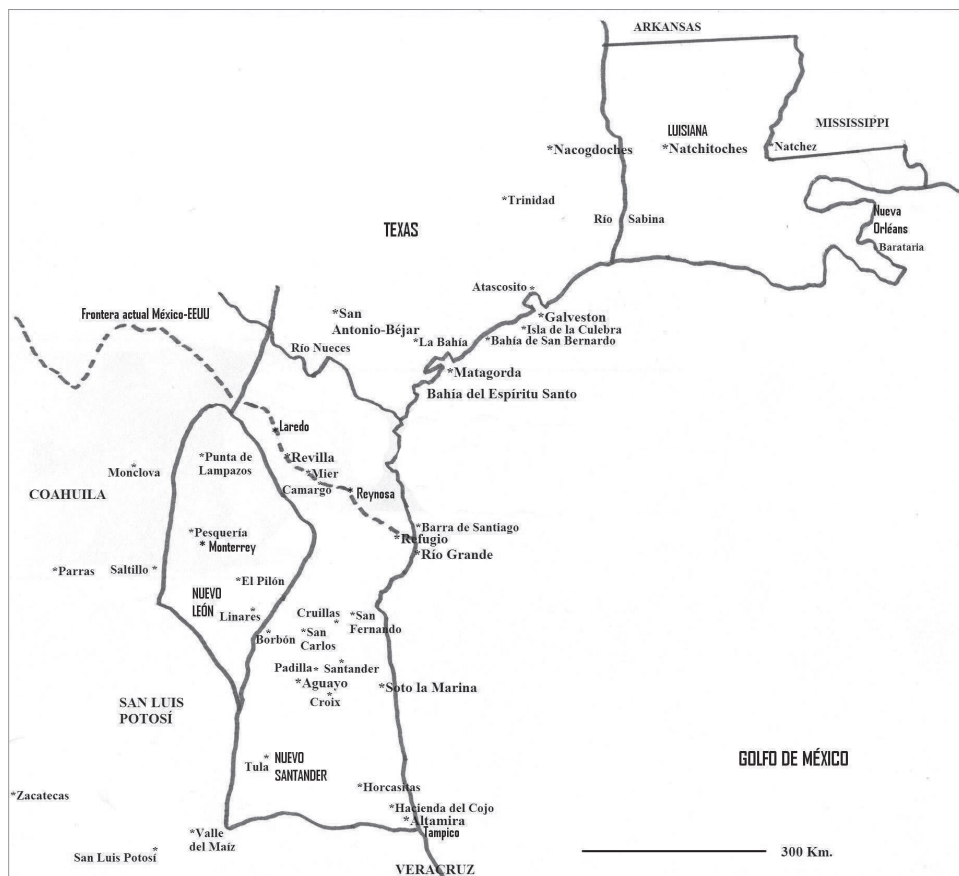 ARKANSAS
MISSISSIPPI
LUISIANA
*Nacogdoches
*Natchitoches
*Natchez
*Trinidad
Río Sabina
Nueva
Orléans
Barataria
TEXAS
Atascosito *
Frontera actual México-EEUU
*San
Antonio-Béjar
*Galveston
*Isla de la Culebra
*Bahía de San Bernardo
*La Bahía
Río Nueces
*Matagorda
Bahía del Espíritu Santo
Laredo
*Punta de
Lampazos
*Revilla
Monclova
*Mier
Camargo
* Reynosa
COAHUILA
*Barra de Santiago
*Refugio
*Río Grande
*Pesquería
* Monterrey
*Parras
Saltillo *
*El Pilón
NUEVO
LEÓN
Linares
Cruillas
*San
Fernando
Borbón
*San
Carlos
Padilla*
Santander
*Aguayo
*Soto la Marina
Croix
SAN LUIS
POTOSÍ
Tula
NUEVO
SANTANDER
GOLFO DE MÉXICO
*Zacatecas
*Horcasitas
*Hacienda del Cojo
*Altamira
Tampico
*Valle
del Maíz
San Luis Potosí
300 Km.
VERACRUZ